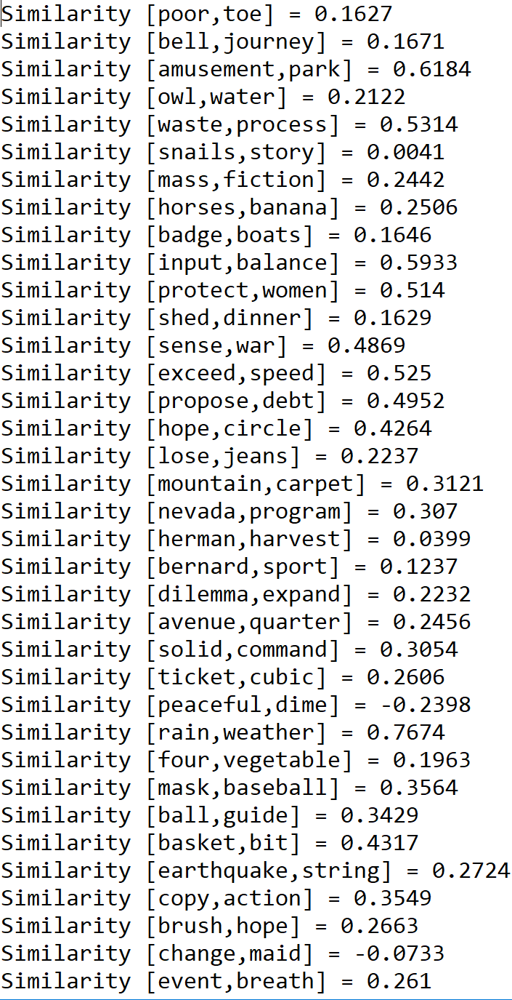 Similarity [poor,toe] = 0.1627
Similarity [bell,journey] = 0.1671
Similarity [amusement,park] = 0.6184
Similarity [owl,water] = 0.2122
Similarity [waste,process] = 0.5314
Similarity [snails,story] = 0.0041
Similarity [mass,fiction] = 0.2442
Similarity [horses,banana] = 0.2506
Similarity [badge,boats] = 0.1646
Similarity [input,balance] = 0.5933
Similarity [protect,women] = 0.514
Similarity [shed,dinner] = 0.1629
Similarity [sense,war] = 0.4869
Similarity [exceed,speed] = 0.525
Similarity [propose,debt] = 0.4952
Similarity [hope,circle] = 0.4264
Similarity [lose,jeans] = 0.2237
Similarity [mountain,carpet] = 0.3121
Similarity [nevada,program] = 0.307
Similarity [herman,harvest] = 0.0399
Similarity [bernard,sport] = 0.1237
Similarity [dilemma,expand] = 0.2232
Similarity [avenue,quarter] = 0.2456
Similarity [solid,command] = 0.3054
Similarity [ticket,cubic] = 0.2606
Similarity [peaceful,dime] = -0.2398
Similarity [rain,weather] = 0.7674
Similarity [four,vegetable] = 0.1963
Similarity [mask,baseball] = 0.3564
Similarity [ball,guide] = 0.3429
Similarity [basket,bit] = 0.4317
Similarity [earthquake,string] = 0.2724
Similarity [copy,action] = 0.3549
Similarity [brush,hope] = 0.2663
Similarity [change,maid] = -0.0733
Similarity [event,breath] = 0.261